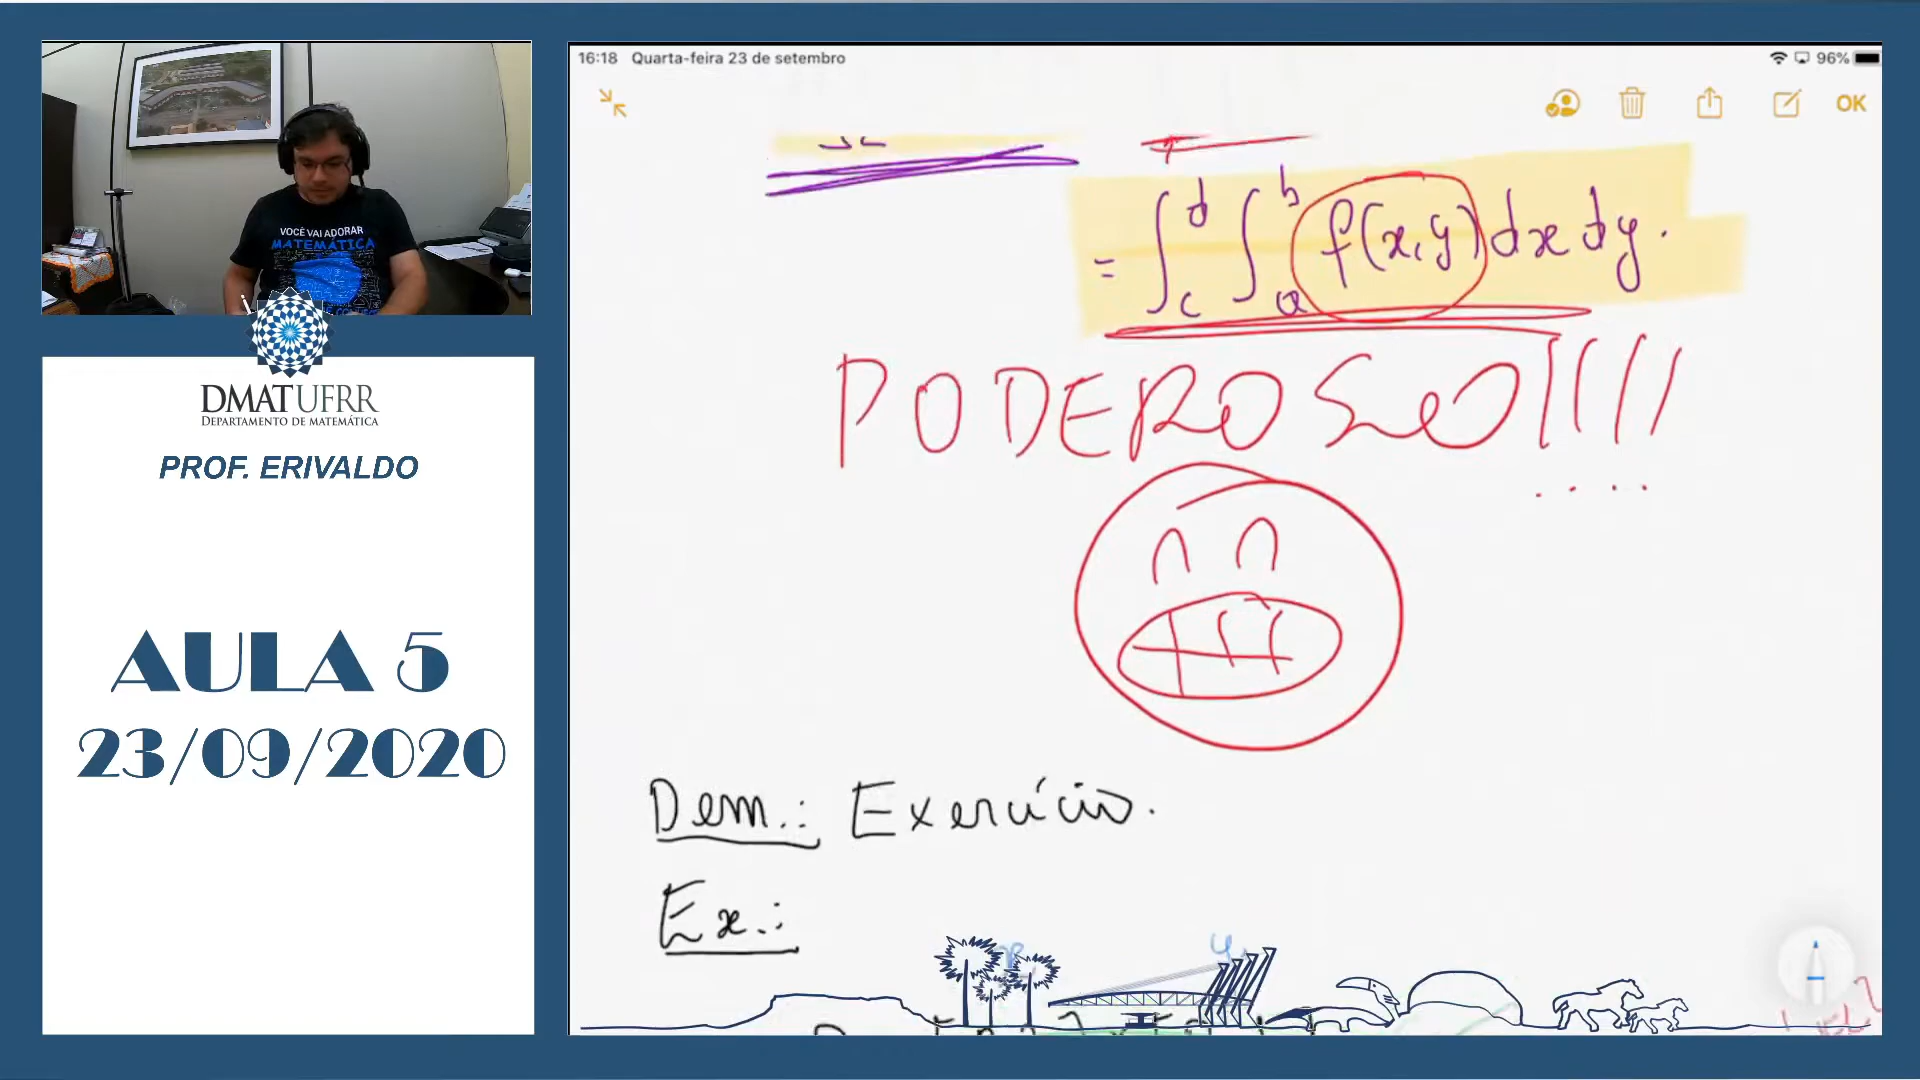 VOCÊ VAI ADORAR
MATEMÁTICA
DMATUFRR
DEPARTAMENTO DE MATEMÁTICA
PROF. ERIVALDO
AULA 5
23/09/2020
16:18 Quarta-feira 23 de setembro
96%
OK
= ∫_c^d ∫_a^b f(x,y) dx dy.
PODEROSO!!!!
Dem.: Exercício.
Ex.: